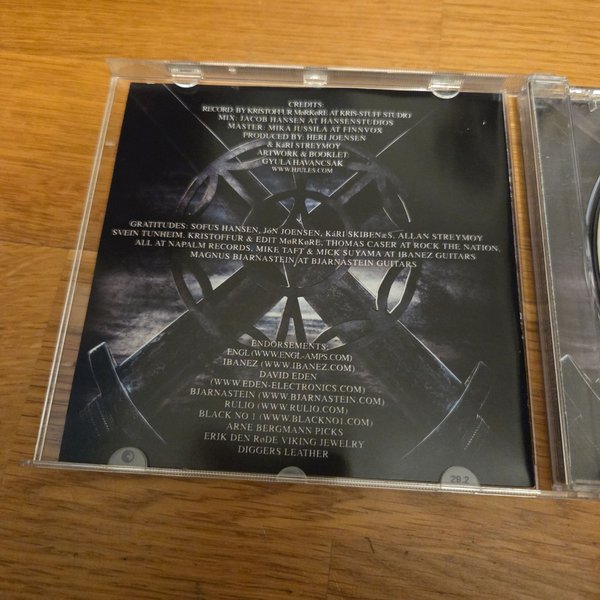 CREDITS:
RECORD: BY KRISTOFFUR MøRKøRE AT KRIS-STUFF STUDIO
MIX: JACOB HANSEN AT HANSENSTUDIOS
MASTER: MIKA JUSSILA AT FINNVOX
PRODUCED BY: HERI JOENSEN
& KáRI STREYMOY
ARTWORK & BOOKLET:
GYULA HAVANCSAK
WWW.HJULES.COM
GRATITUDES: SOFUS HANSEN, JóN JOENSEN, KáRI SKIBENæS, ALLAN STREYMOY
SVEIN TUNHEIM, KRISTOFFUR & EDIT MøRKøRE, THOMAS CASER AT ROCK THE NATION,
ALL AT NAPALM RECORDS, MIKE TAFT & MICK SUYAMA AT IBANEZ GUITARS
MAGNUS BJARNASTEIN AT BJARNASTEIN GUITARS
ENDORSEMENTS:
ENGL (WWW.ENGL-AMPS.COM)
IBANEZ (WWW.IBANEZ.COM)
DAVID EDEN
(WWW.EDEN-ELECTRONICS.COM)
BJARNSTEIN (WWW.BJARNSTEIN.COM)
RULIO (WWW.RULIO.COM)
BLACK NO 1 (WWW.BLACKNO1.COM)
ARNE BERGMANN PICKS
ERIK DEN RøDE VIKING JEWELRY
DIGGERS LEATHER
29.2